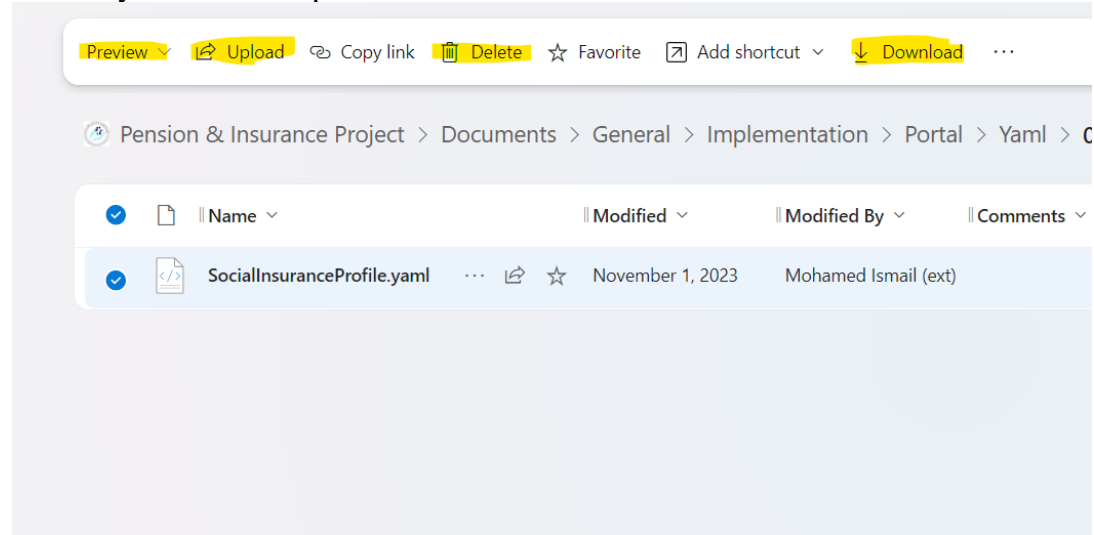 Preview Upload Copy link Delete Favorite Add shortcut Download ...
Pension & Insurance Project > Documents > General > Implementation > Portal > Yaml >
Name Modified Modified By Comments
SocialInsuranceProfile.yaml ... November 1, 2023 Mohamed Ismail (ext)